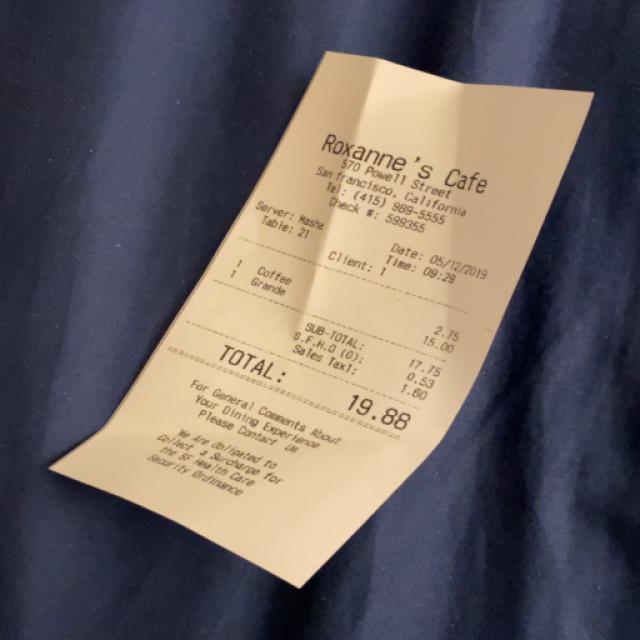 Roxanne's Cafe
570 Powell Street
San francisco, California
Tel: (415) 989-5555
Check #: 599355
Server: Mashe
Date: 05/12/2019
Table: 21
Client: 1
Time: 09:29
1 Coffee 2.75
1 Grande 15.00
SUB-TOTAL: 17.75
S.F.H.O (0): 0.53
Sales Tax1: 1.60
TOTAL: 19.88
For General Comments About
Your Dining Experience
Please Contact Us
We Are Obligated to
Collect a Surcharge for
the SF Health Care
Security Ordinance